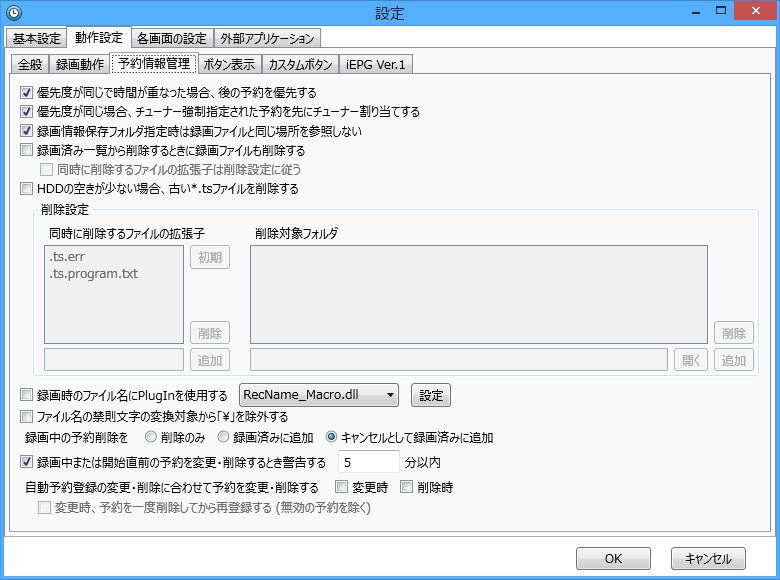 設定
基本設定 動作設定 各画面の設定 外部アプリケーション
全般 録画動作 予約情報管理 ボタン表示 カスタムボタン iEPG Ver.1
優先度が同じで時間が重なった場合、後の予約を優先する
優先度が同じ場合、チューナー強制指定された予約を先にチューナー割り当てする
録画情報保存フォルダ指定時は録画ファイルと同じ場所を参照しない
録画済み一覧から削除するときに録画ファイルも削除する
同時に削除するファイルの拡張子は削除設定に従う
HDDの空きが少ない場合、古い*.tsファイルを削除する
削除設定
同時に削除するファイルの拡張子 削除対象フォルダ
.ts.err 初期
.ts.program.txt
削除 削除
追加 開く 追加
録画時のファイル名にPlugInを使用する RecName_Macro.dll 設定
ファイル名の禁則文字の変換対象から「¥」を除外する
録画中の予約削除を 削除のみ 録画済みに追加 キャンセルとして録画済みに追加
録画中または開始直前の予約を変更・削除するとき警告する 5 分以内
自動予約登録の変更・削除に合わせて予約を変更・削除する 変更時 削除時
変更時、予約を一度削除してから再登録する (無効の予約を除く)
OK キャンセル